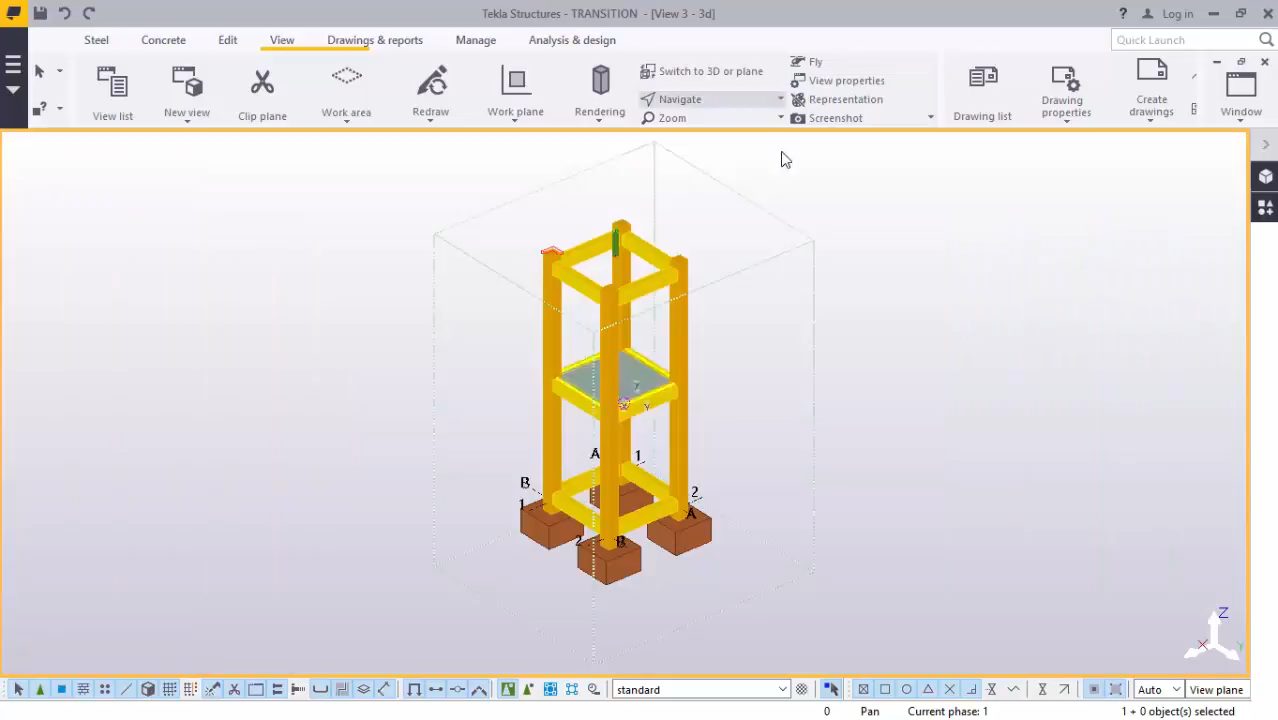 Tekla Structures - TRANSITION - [View 3 - 3d]
? Log in
Steel Concrete Edit View Drawings & reports Manage Analysis & design Quick Launch
View list
New view
Clip plane
Work area
Redraw
Work plane
Rendering
Switch to 3D or plane
Navigate
Zoom
Fly
View properties
Representation
Screenshot
Drawing list
Drawing properties
Create drawings
Window
Z
Y
A 1
B
1
2
A
2 B
Z
X Y
standard Auto View plane
0 Pan Current phase: 1 1 + 0 object(s) selected